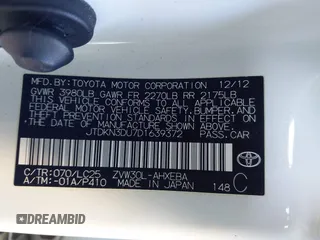 MFD.BY:TOYOTA MOTOR CORPORATION 12/12
GVWR 3980LB GAWR FR 2270LB RR 2175LB
THIS VEHICLE CONFORMS TO ALL APPLICABLE
FEDERAL MOTOR VEHICLE SAFETY, BUMPER, AND
THEFT PREVENTION STANDARDS IN EFFECT ON
THE DATE OF MANUFACTURE SHOWN ABOVE.
JTDKN3DU7D1639372 PASS.CAR
C/TR:070/LC25 ZVW30L-AHXEBA
A/TM:-01A/P410 MADE IN JAPAN 148 C
TOYOTA
DREAMBID